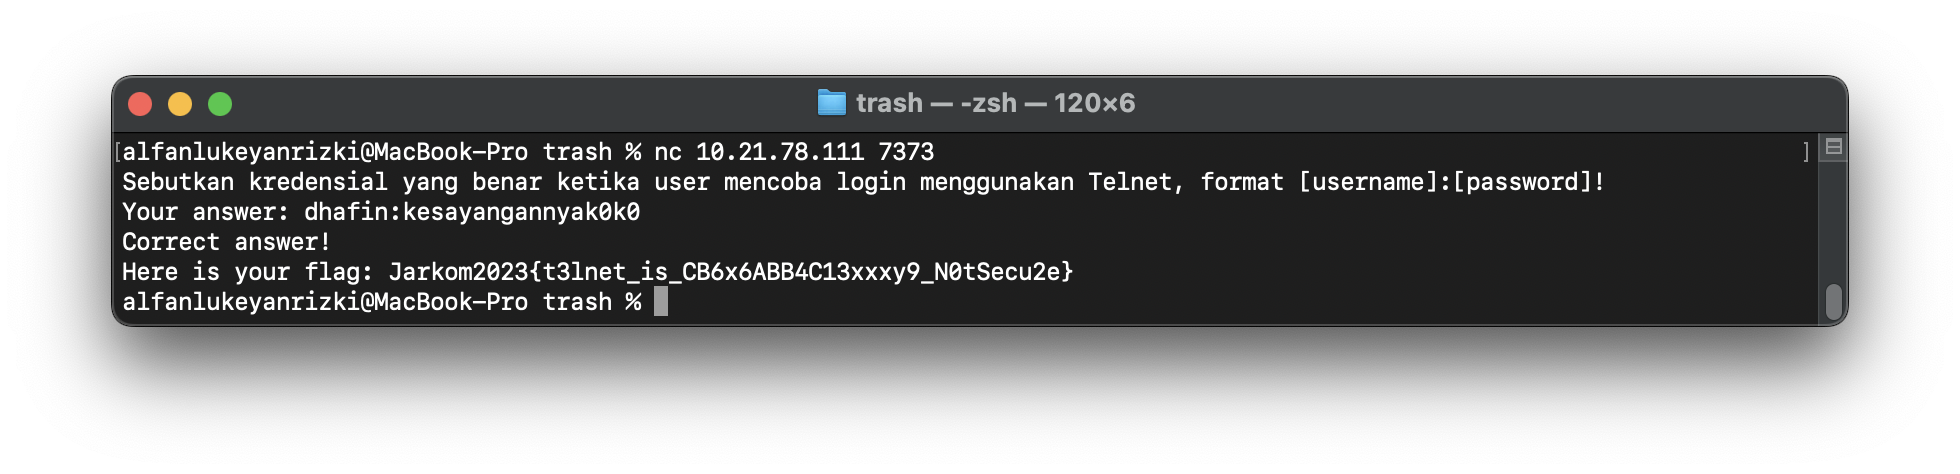 trash — -zsh — 120×6
[alfanlukeyanrizki@MacBook-Pro trash % nc 10.21.78.111 7373 ]
Sebutkan kredensial yang benar ketika user mencoba login menggunakan Telnet, format [username]:[password]!
Your answer: dhafin:kesayangannyak0k0
Correct answer!
Here is your flag: Jarkom2023{t3lnet_is_CB6x6ABB4C13xxxy9_N0tSecu2e}
alfanlukeyanrizki@MacBook-Pro trash %